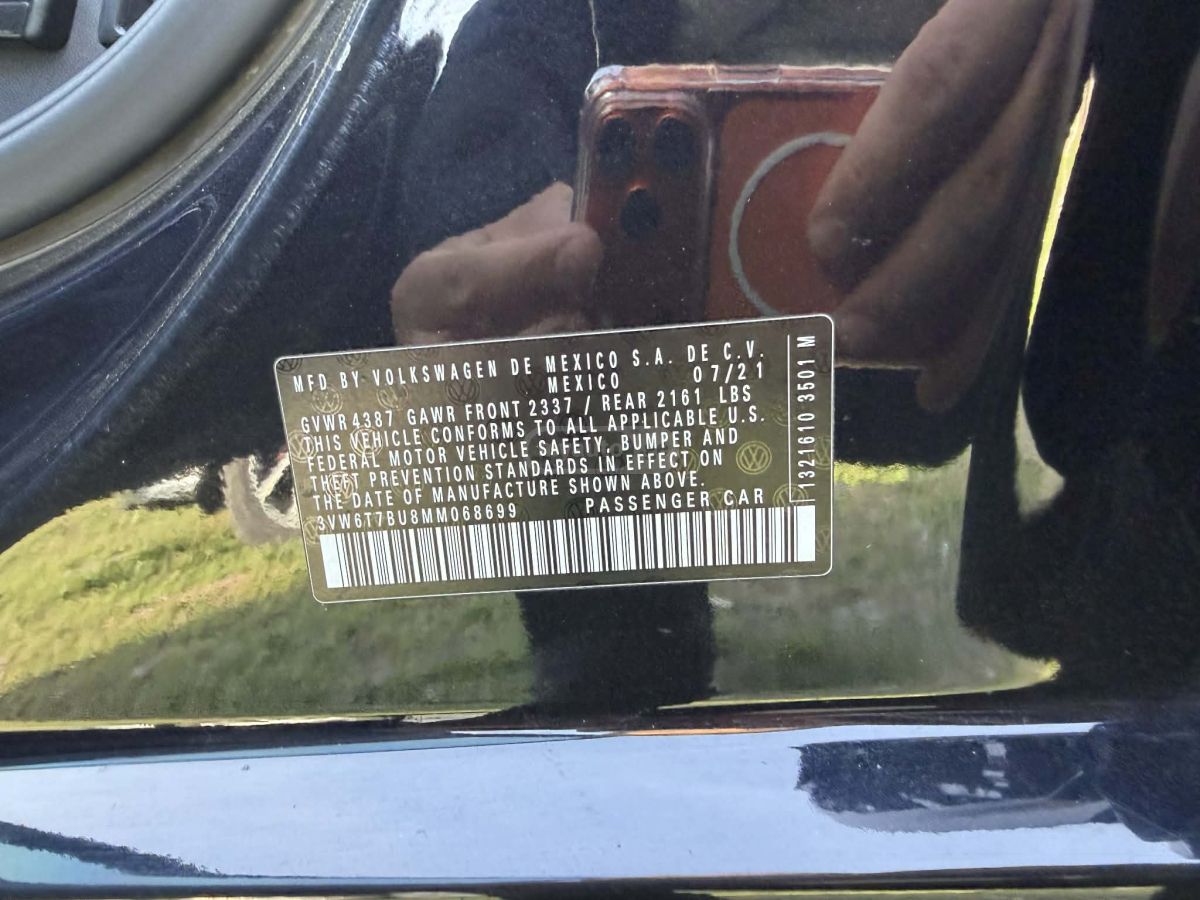 MFD. BY VOLKSWAGEN DE MEXICO S.A. DE C.V.
MEXICO 07/21
GVWR4387 GAWR FRONT 2337 / REAR 2161 LBS
THIS VEHICLE CONFORMS TO ALL APPLICABLE U.S.
FEDERAL MOTOR VEHICLE SAFETY, BUMPER AND
THEFT PREVENTION STANDARDS IN EFFECT ON
THE DATE OF MANUFACTURE SHOWN ABOVE.
3VW6T7BU8MM068699 PASSENGER CAR
1321610 3501 M